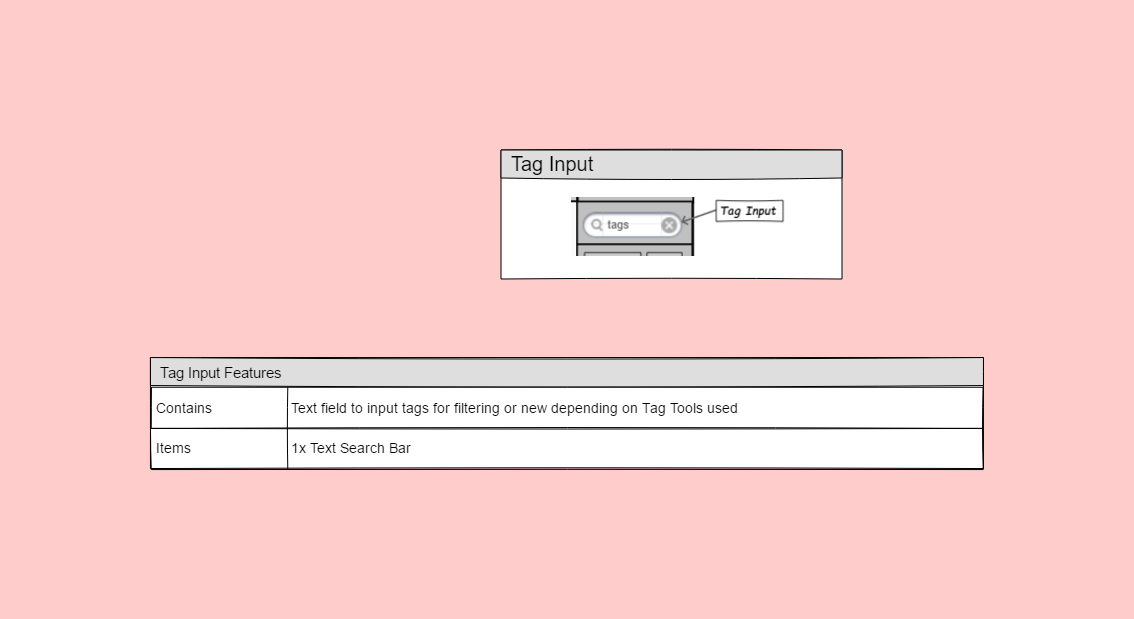 Tag Input
tags
Tag Input
Tag Input Features
Contains
Text field to input tags for filtering or new depending on Tag Tools used
Items
1x Text Search Bar